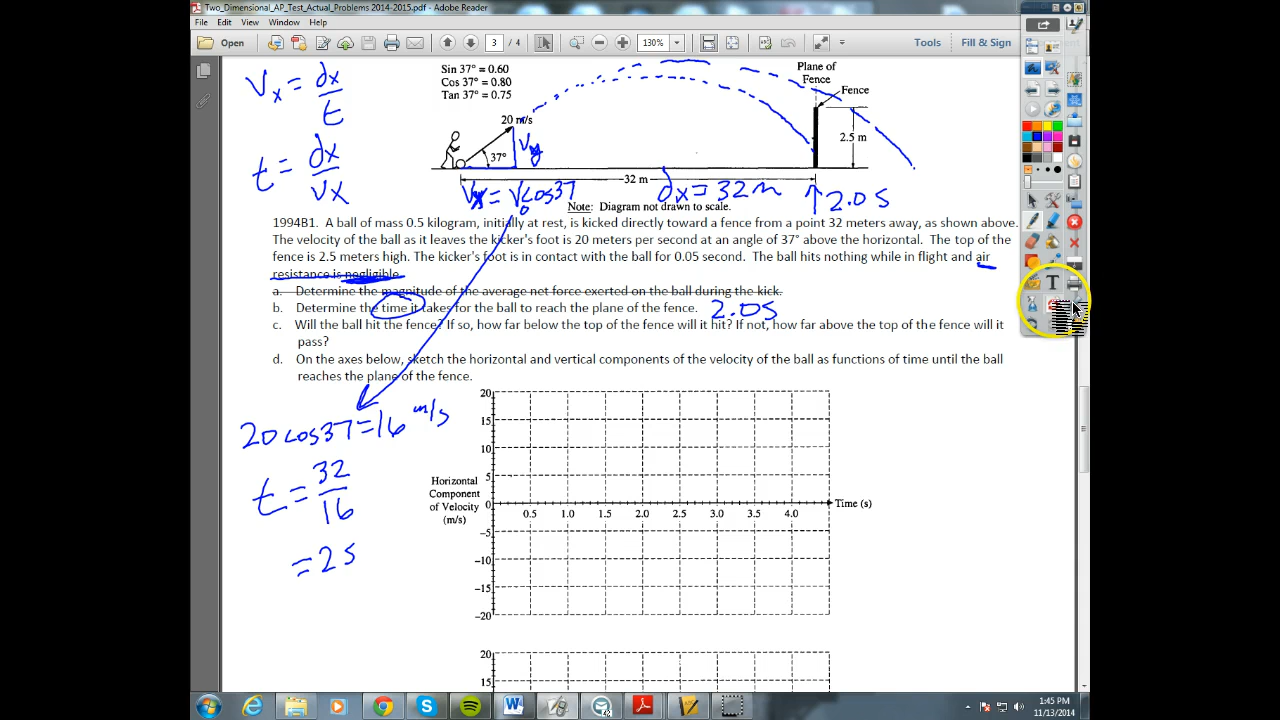 Two_Dimensional_AP_Test_Actual_Problems 2014-2015.pdf - Adobe Reader
File Edit View Window Help
Open 3 / 4 130% Tools Fill & Sign
Sin 37° = 0.60
Cos 37° = 0.80
Tan 37° = 0.75
Vx = dx / t
t = dx / Vx
20 m/s
37°
Vy
Plane of
Fence
Fence
2.5 m
32 m
Vx = V₀cos37
dx = 32 m
2.0 s
Note: Diagram not drawn to scale.
1994B1. A ball of mass 0.5 kilogram, initially at rest, is kicked directly toward a fence from a point 32 meters away, as shown above.
The velocity of the ball as it leaves the kicker's foot is 20 meters per second at an angle of 37° above the horizontal. The top of the
fence is 2.5 meters high. The kicker's foot is in contact with the ball for 0.05 second. The ball hits nothing while in flight and air
resistance is negligible.
a. Determine the magnitude of the average net force exerted on the ball during the kick.
b. Determine the time it takes for the ball to reach the plane of the fence. 2.0s
c. Will the ball hit the fence? If so, how far below the top of the fence will it hit? If not, how far above the top of the fence will it
pass?
d. On the axes below, sketch the horizontal and vertical components of the velocity of the ball as functions of time until the ball
reaches the plane of the fence.
20 cos37 = 16 m/s
t = 32 / 16
= 2 s
20
15
10
5
Horizontal
Component
of Velocity
(m/s)
0
0.5 1.0 1.5 2.0 2.5 3.0 3.5 4.0
Time (s)
−5
−10
−15
−20
20
15
1:45 PM
11/13/2014